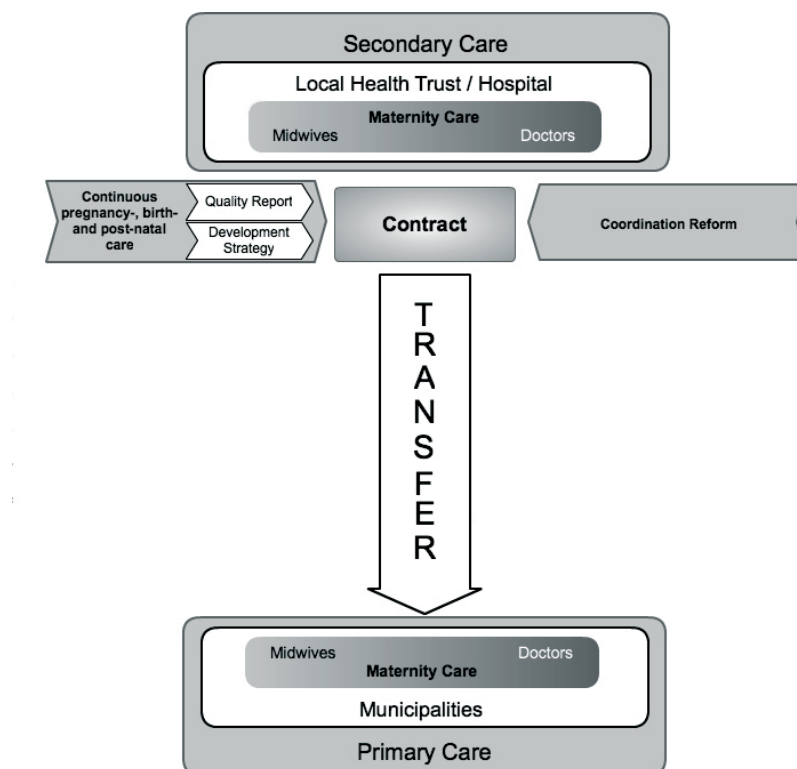 Secondary Care
Local Health Trust / Hospital
Maternity Care
Midwives Doctors
Continuous
pregnancy-, birth-
and post-natal
care
Quality Report
Development
Strategy
Contract
Coordination Reform
TRANSFER
Midwives Doctors
Maternity Care
Municipalities
Primary Care